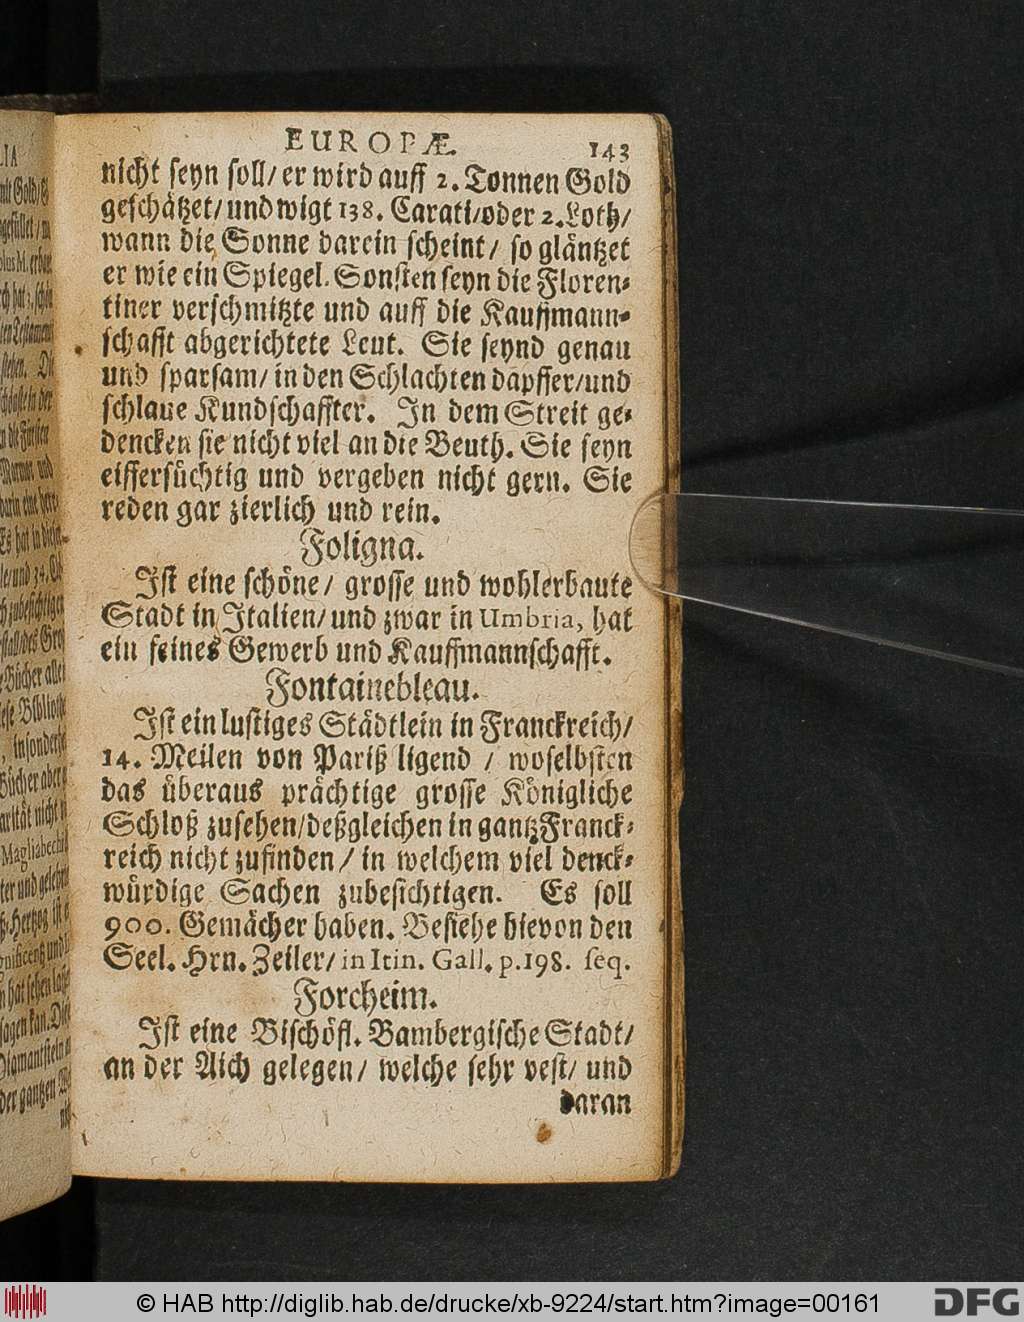 EUROPÆ. 143
nicht seyn soll/ er wird auff 2. Tonnen Gold
geschätzet/ und wigt 138. Carati/oder 2. Loth/
wann die Sonne darein scheint/ so gläntzet
er wie ein Spiegel. Sonsten seyn die Floren-
tiner verschmitzte und auff die Kauffmann-
schafft abgerichtete Leut. Sie seynd genau
und sparsam/ in den Schlachten dapffer/und
schlaue Kundschaffter. In dem Streit ge-
dencken sie nicht viel an die Beuth. Sie seyn
eiffersüchtig und vergeben nicht gern. Sie
reden gar zierlich und rein.
Foligna.
Ist eine schöne/ grosse und wohlerbaute
Stadt in Italien/ und zwar in Umbria, hat
ein feines Gewerb und Kauffmannschafft.
Fontainebleau.
Ist ein lustiges Städtlein in Franckreich/
14. Meilen von Pariß ligend / woselbsten
das überaus prächtige grosse Königliche
Schloß zusehen/deßgleichen in gantz Franck-
reich nicht zufinden/ in welchem viel denck-
würdige Sachen zubesichtigen. Es soll
900. Gemächer haben. Besiehe hievon den
Seel. Hrn. Zeiler/ in Itin. Gall. p. 198. seq.
Forcheim.
Ist eine Bischöfl. Bambergische Stadt/
an der Aich gelegen/ welche sehr vest/ und
daran
© HAB http://diglib.hab.de/drucke/xb-9224/start.htm?image=00161
DFG